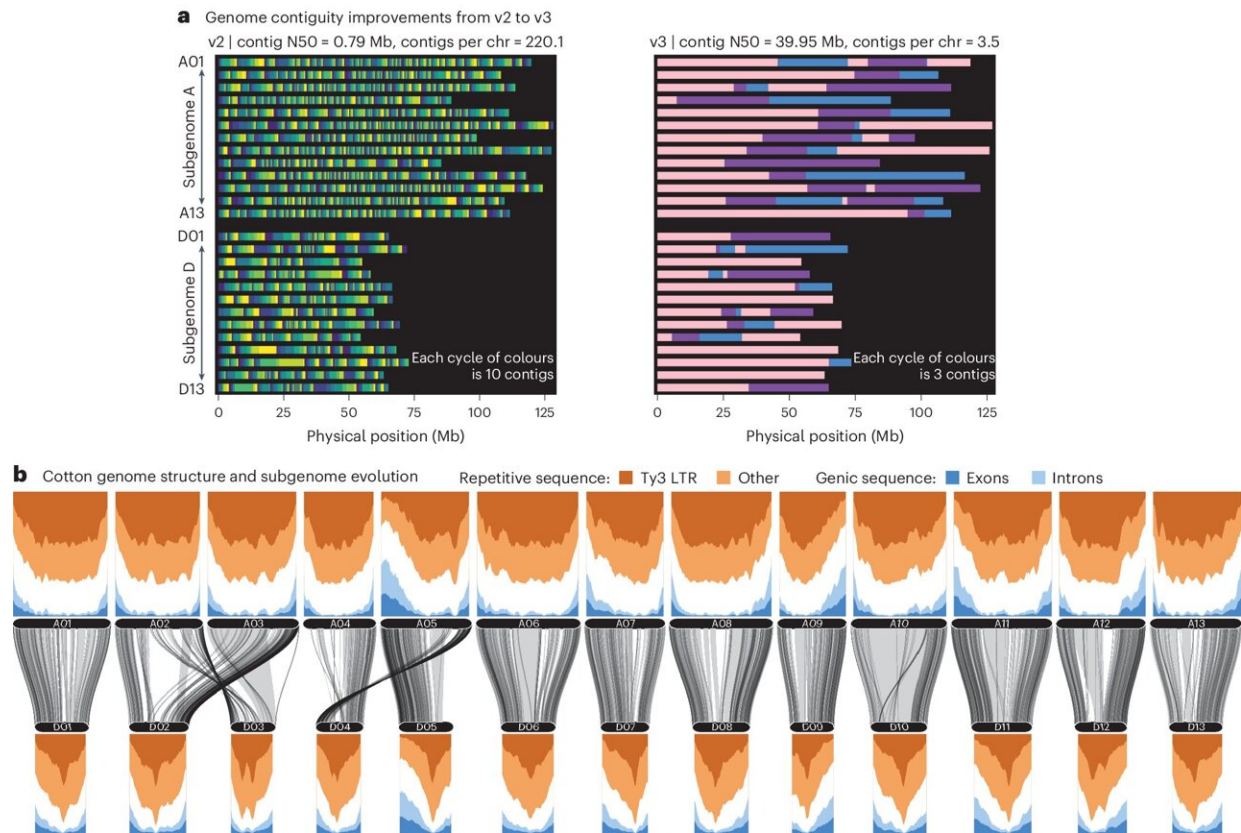 a Genome contiguity improvements from v2 to v3
v2 | contig N50 = 0.79 Mb, contigs per chr = 220.1
v3 | contig N50 = 39.95 Mb, contigs per chr = 3.5
A01
Subgenome A
A13
D01
Subgenome D
D13
Each cycle of colours
is 10 contigs
Each cycle of colours
is 3 contigs
0 25 50 75 100 125
Physical position (Mb)
0 25 50 75 100 125
Physical position (Mb)
b Cotton genome structure and subgenome evolution
Repetitive sequence: Ty3 LTR Other Genic sequence: Exons Introns
A01 A02 A03 A04 A05 A06 A07 A08 A09 A10 A11 A12 A13
D01 D02 D03 D04 D05 D06 D07 D08 D09 D10 D11 D12 D13